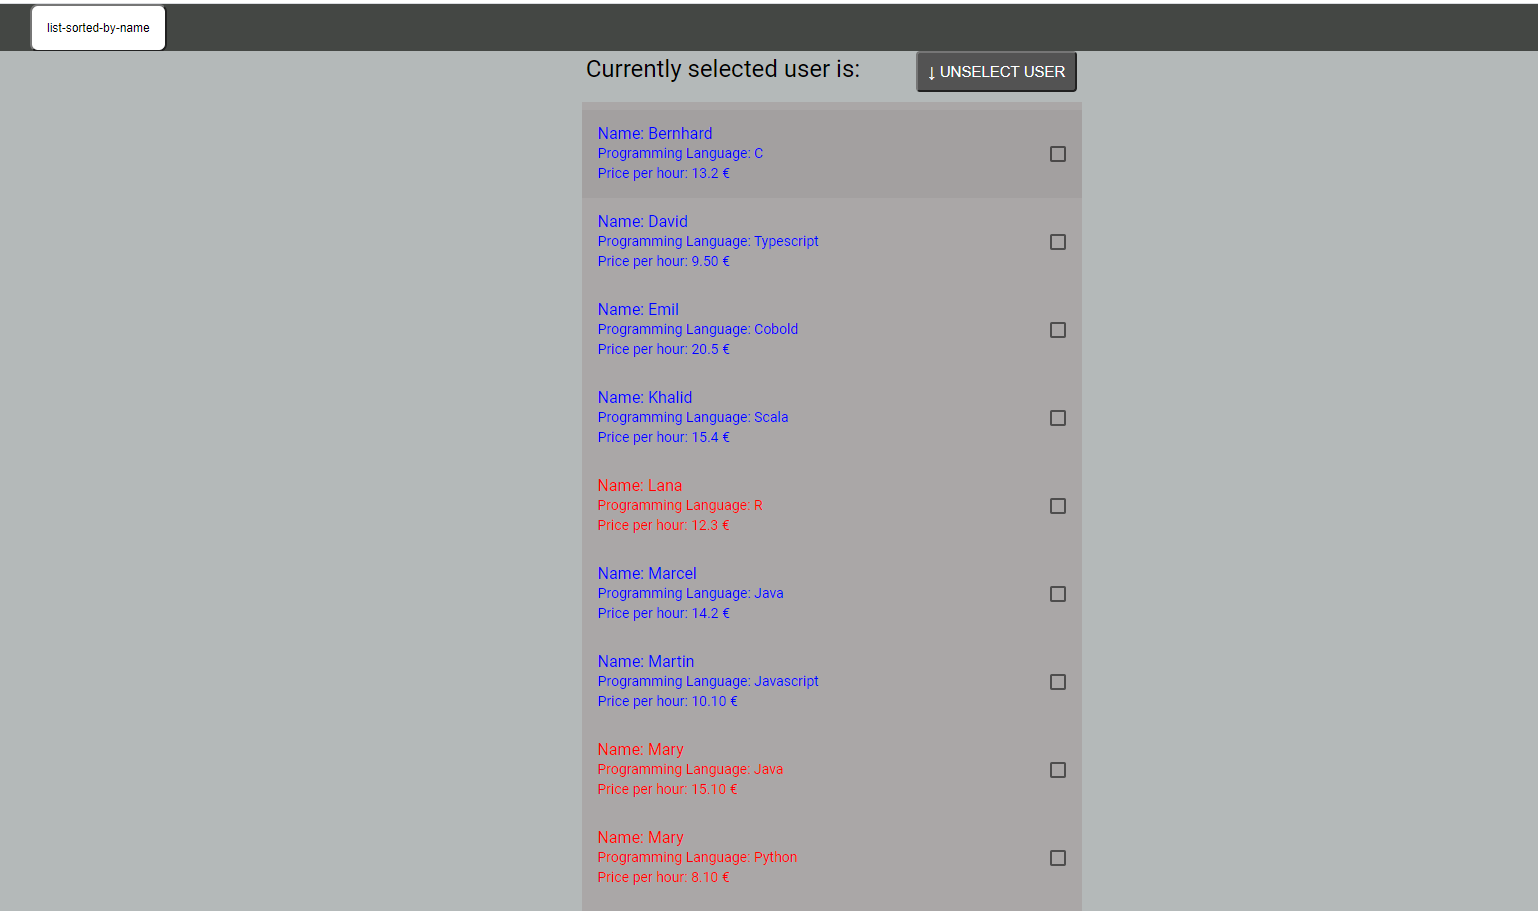 list-sorted-by-name
Currently selected user is:
↓ UNSELECT USER
Name: Bernhard
Programming Language: C
Price per hour: 13.2 €
Name: David
Programming Language: Typescript
Price per hour: 9.50 €
Name: Emil
Programming Language: Cobold
Price per hour: 20.5 €
Name: Khalid
Programming Language: Scala
Price per hour: 15.4 €
Name: Lana
Programming Language: R
Price per hour: 12.3 €
Name: Marcel
Programming Language: Java
Price per hour: 14.2 €
Name: Martin
Programming Language: Javascript
Price per hour: 10.10 €
Name: Mary
Programming Language: Java
Price per hour: 15.10 €
Name: Mary
Programming Language: Python
Price per hour: 8.10 €